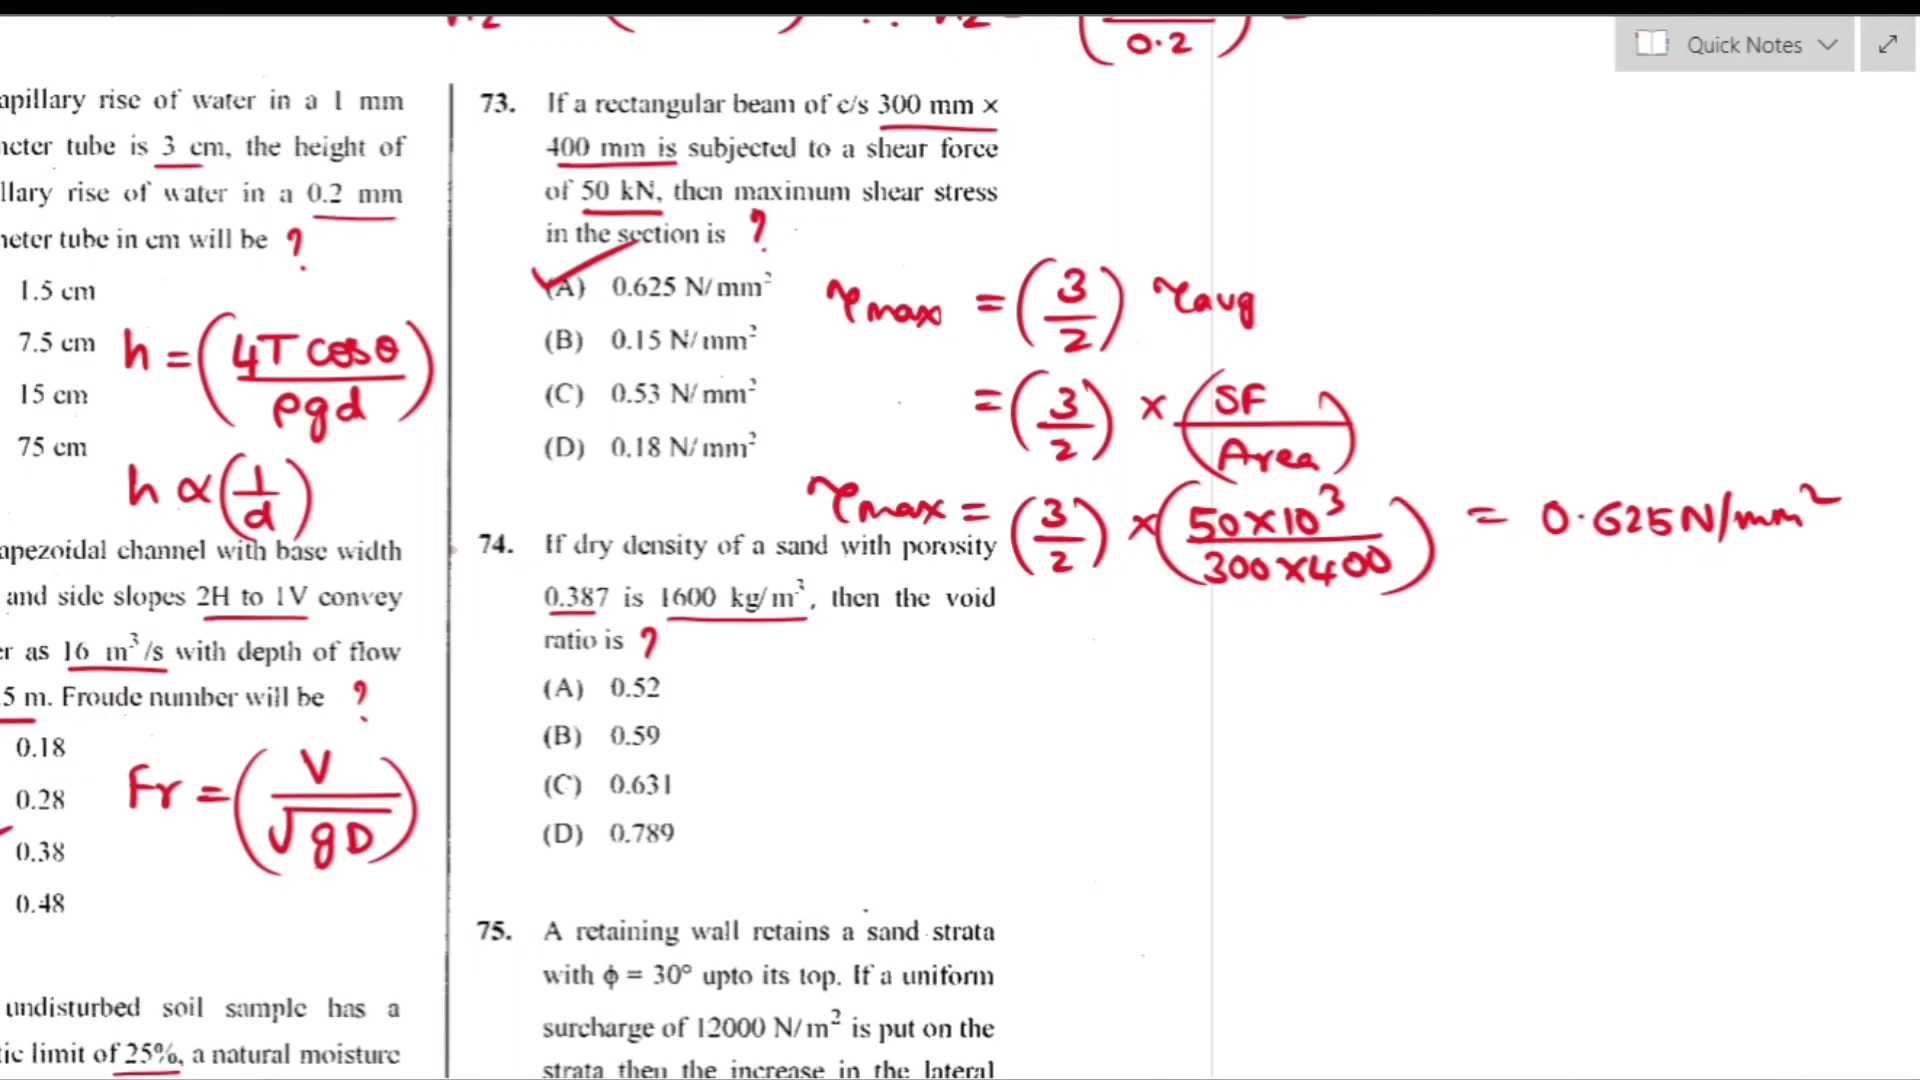 0.2
Quick Notes
apillary rise of water in a 1 mm
neter tube is 3 cm, the height of
llary rise of water in a 0.2 mm
neter tube in cm will be ?
1.5 cm
7.5 cm
15 cm
75 cm
h = (4T cosθ / ρgd)
h ∝ (1/d)
apezoidal channel with base width
and side slopes 2H to 1V convey
er as 16 m³/s with depth of flow
.5 m. Froude number will be ?
0.18
0.28
0.38
0.48
Fr = (V / √gD)
undisturbed soil sample has a
tic limit of 25%, a natural moisture
73. If a rectangular beam of c/s 300 mm ×
400 mm is subjected to a shear force
of 50 kN, then maximum shear stress
in the section is ?
(A) 0.625 N/mm²
(B) 0.15 N/mm²
(C) 0.53 N/mm²
(D) 0.18 N/mm²
τmax = (3/2) τavg
= (3/2) × (SF / Area)
τmax = (3/2) × (50×10³ / 300×400) = 0.625N/mm²
74. If dry density of a sand with porosity
0.387 is 1600 kg/m³, then the void
ratio is ?
(A) 0.52
(B) 0.59
(C) 0.631
(D) 0.789
75. A retaining wall retains a sand strata
with ϕ = 30° upto its top. If a uniform
surcharge of 12000 N/m² is put on the
strata then the increase in the lateral